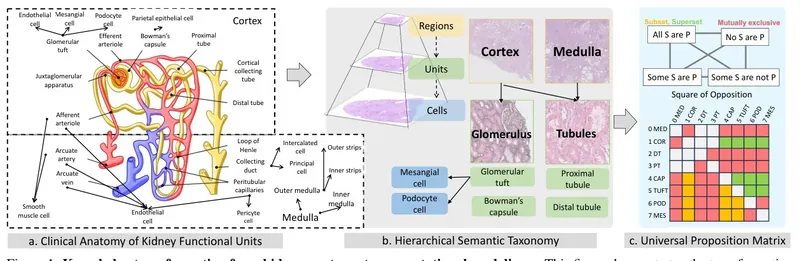 Endothelial cell
Mesangial cell
Podocyte cell
Parietal epithelial cell
Cortex
Glomerular tuft
Efferent arteriole
Bowman's capsule
Proximal tube
Juxtaglomerular apparatus
Cortical collecting tube
Distal tube
Afferent arteriole
Arcuate artery
Arcuate vein
Loop of Henle
Collecting duct
Peritubular capillaries
Intercalated cell
Principal cell
Outer strips
Inner strips
Outer medulla
Inner medulla
Medulla
Smooth muscle cell
Endothelial cell
Pericyte cell
a. Clinical Anatomy of Kidney Functional Units
Regions
Units
Cells
Cortex
Medulla
Glomerulus
Tubules
Mesangial cell
Podocyte cell
Glomerular tuft
Bowman's capsule
Proximal tubule
Distal tubule
b. Hierarchical Semantic Taxonomy
Subset, Superset
Mutually exclusive
All S are P
No S are P
Some S are P
Some S are not P
Square of Opposition
0 MED
1 COR
2 DT
3 PT
4 CAP
5 TUFT
6 POD
7 MES
0 MED
1 COR
2 DT
3 PT
4 CAP
5 TUFT
6 POD
7 MES
c. Universal Proposition Matrix